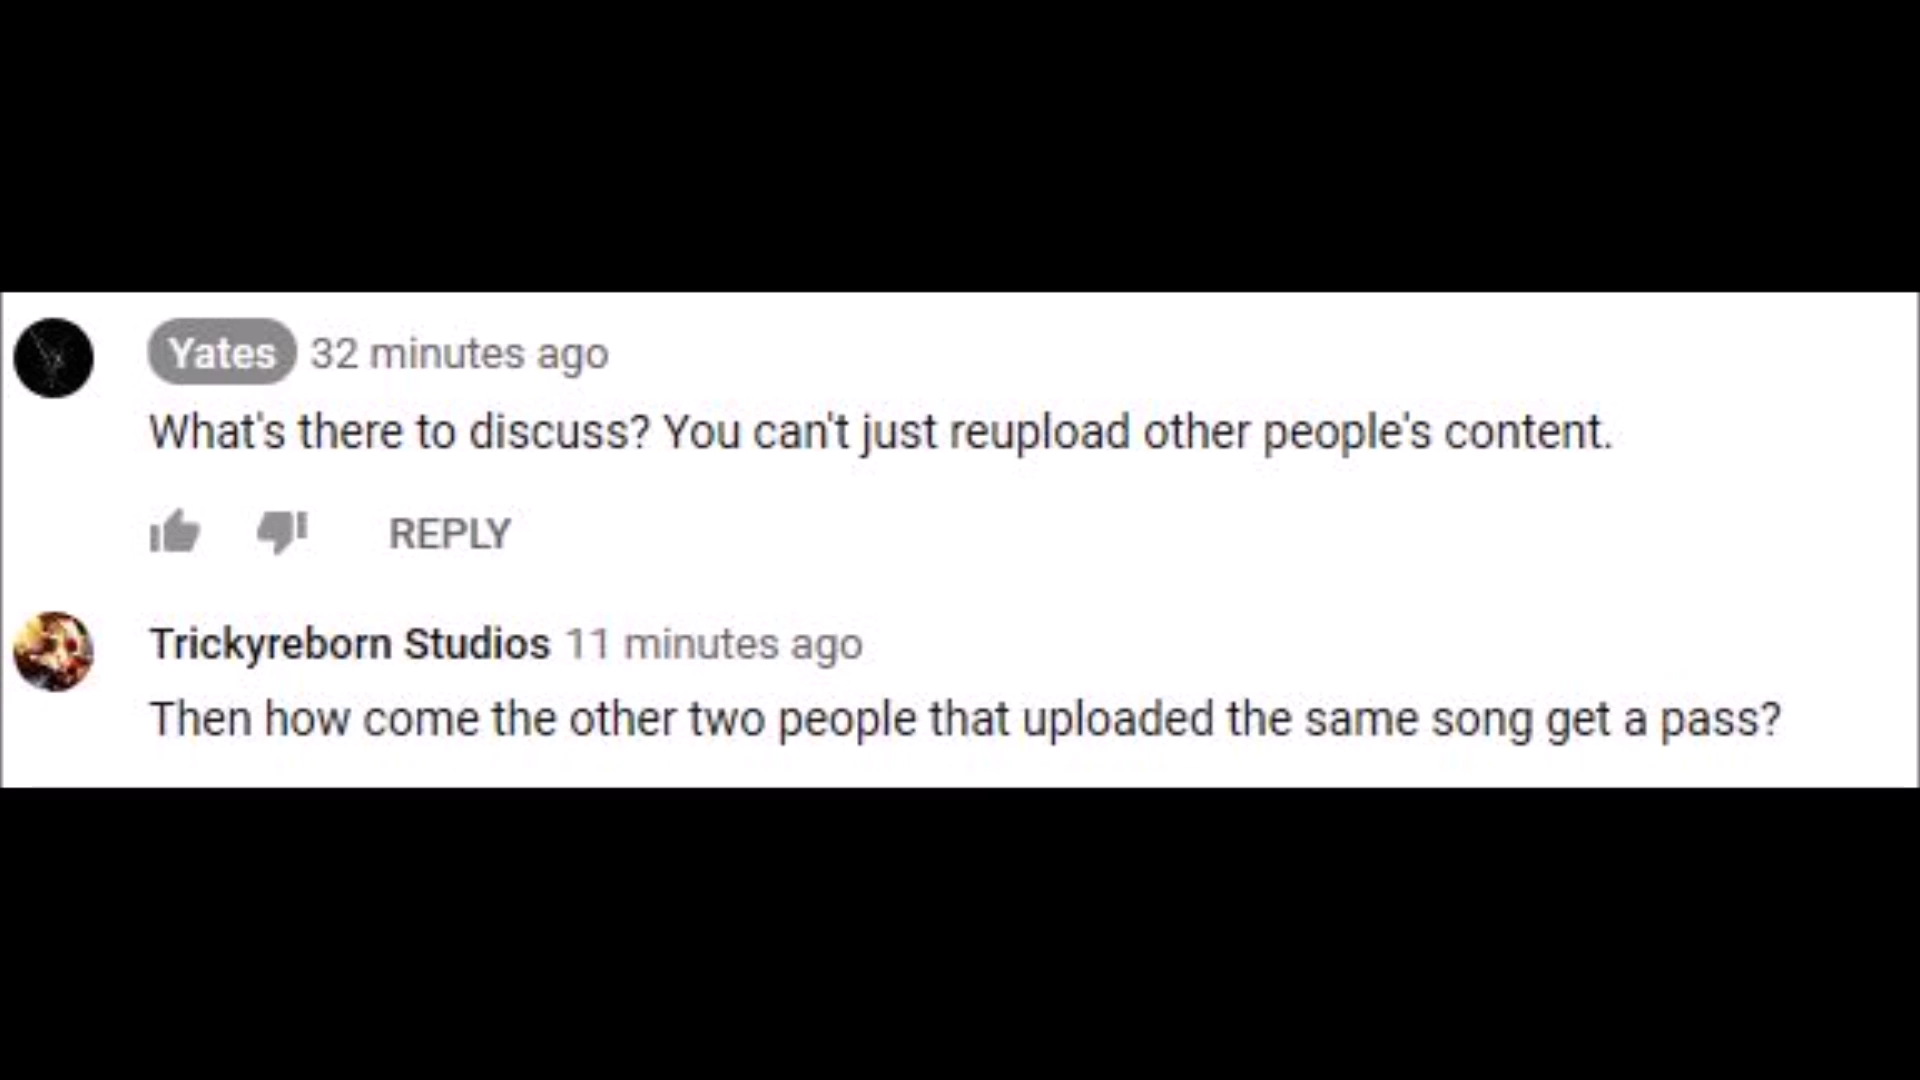 Yates 32 minutes ago
What's there to discuss? You can't just reupload other people's content.
REPLY
Trickyreborn Studios 11 minutes ago
Then how come the other two people that uploaded the same song get a pass?